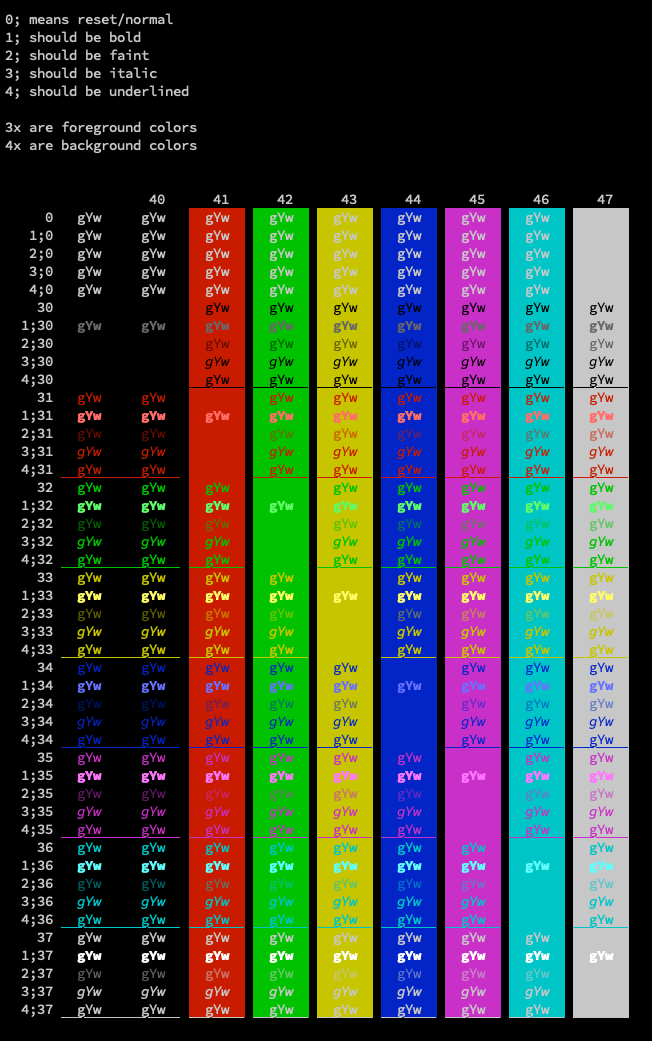 0; means reset/normal
1; should be bold
2; should be faint
3; should be italic
4; should be underlined
3x are foreground colors
4x are background colors
40 41 42 43 44 45 46 47
0 gYw gYw gYw gYw gYw gYw gYw gYw
1;0 gYw gYw gYw gYw gYw gYw gYw gYw
2;0 gYw gYw gYw gYw gYw gYw gYw gYw
3;0 gYw gYw gYw gYw gYw gYw gYw gYw
4;0 gYw gYw gYw gYw gYw gYw gYw gYw
30 gYw gYw gYw gYw gYw gYw gYw
1;30 gYw gYw gYw gYw gYw gYw gYw gYw gYw
2;30 gYw gYw gYw gYw gYw gYw gYw
3;30 gYw gYw gYw gYw gYw gYw gYw
4;30 gYw gYw gYw gYw gYw gYw gYw
31 gYw gYw gYw gYw gYw gYw gYw gYw
1;31 gYw gYw gYw gYw gYw gYw gYw gYw gYw
2;31 gYw gYw gYw gYw gYw gYw gYw gYw
3;31 gYw gYw gYw gYw gYw gYw gYw gYw
4;31 gYw gYw gYw gYw gYw gYw gYw gYw
32 gYw gYw gYw gYw gYw gYw gYw gYw
1;32 gYw gYw gYw gYw gYw gYw gYw gYw gYw
2;32 gYw gYw gYw gYw gYw gYw gYw gYw
3;32 gYw gYw gYw gYw gYw gYw gYw gYw
4;32 gYw gYw gYw gYw gYw gYw gYw gYw
33 gYw gYw gYw gYw gYw gYw gYw gYw
1;33 gYw gYw gYw gYw gYw gYw gYw gYw gYw
2;33 gYw gYw gYw gYw gYw gYw gYw gYw
3;33 gYw gYw gYw gYw gYw gYw gYw gYw
4;33 gYw gYw gYw gYw gYw gYw gYw gYw
34 gYw gYw gYw gYw gYw gYw gYw gYw
1;34 gYw gYw gYw gYw gYw gYw gYw gYw gYw
2;34 gYw gYw gYw gYw gYw gYw gYw gYw
3;34 gYw gYw gYw gYw gYw gYw gYw gYw
4;34 gYw gYw gYw gYw gYw gYw gYw gYw
35 gYw gYw gYw gYw gYw gYw gYw gYw
1;35 gYw gYw gYw gYw gYw gYw gYw gYw gYw
2;35 gYw gYw gYw gYw gYw gYw gYw gYw
3;35 gYw gYw gYw gYw gYw gYw gYw gYw
4;35 gYw gYw gYw gYw gYw gYw gYw gYw
36 gYw gYw gYw gYw gYw gYw gYw gYw
1;36 gYw gYw gYw gYw gYw gYw gYw gYw gYw
2;36 gYw gYw gYw gYw gYw gYw gYw gYw
3;36 gYw gYw gYw gYw gYw gYw gYw gYw
4;36 gYw gYw gYw gYw gYw gYw gYw gYw
37 gYw gYw gYw gYw gYw gYw gYw gYw
1;37 gYw gYw gYw gYw gYw gYw gYw gYw gYw
2;37 gYw gYw gYw gYw gYw gYw gYw gYw
3;37 gYw gYw gYw gYw gYw gYw gYw gYw
4;37 gYw gYw gYw gYw gYw gYw gYw gYw